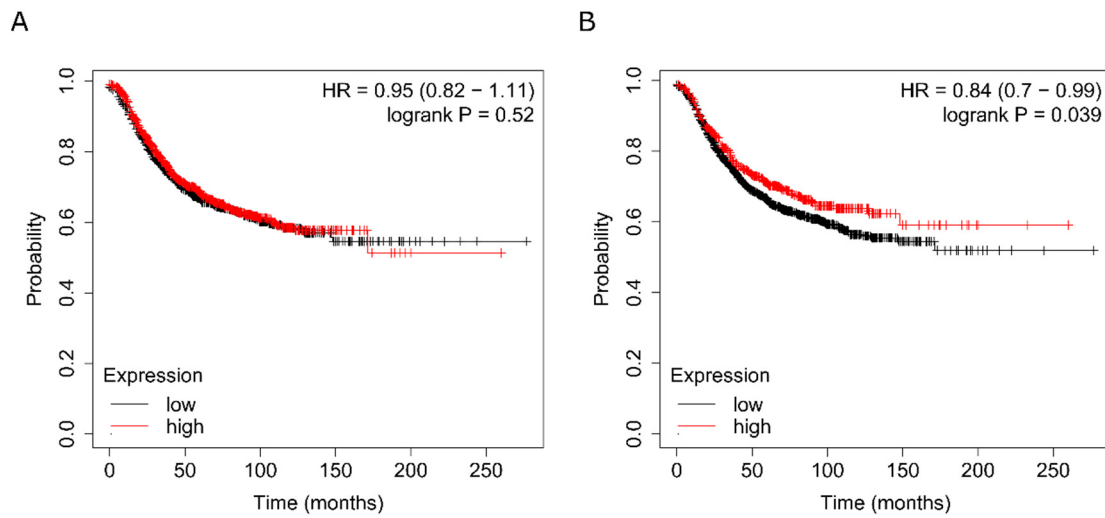 A
HR = 0.95 (0.82 − 1.11)
logrank P = 0.52
Probability
1.0
0.8
0.6
0.4
0.2
0.0
Expression
low
high
0 50 100 150 200 250
Time (months)
B
HR = 0.84 (0.7 − 0.99)
logrank P = 0.039
Probability
1.0
0.8
0.6
0.4
0.2
0.0
Expression
low
high
0 50 100 150 200 250
Time (months)